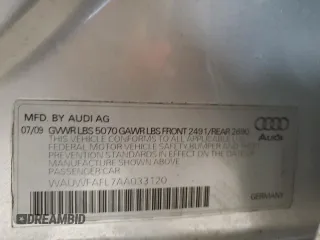 MFD. BY AUDI AG
07/09 GVWR LBS 5070 GAWR LBS FRONT 2491/REAR 2690
THIS VEHICLE CONFORMS TO ALL APPLICABLE
FEDERAL MOTOR VEHICLE SAFETY BUMPER AND THEFT
PREVENTION STANDARDS IN EFFECT ON THE DATE OF
MANUFACTURE SHOWN ABOVE.
PASSENGER CAR
Audi
WAUWFAFL7AA033120
GERMANY
DREAMBID